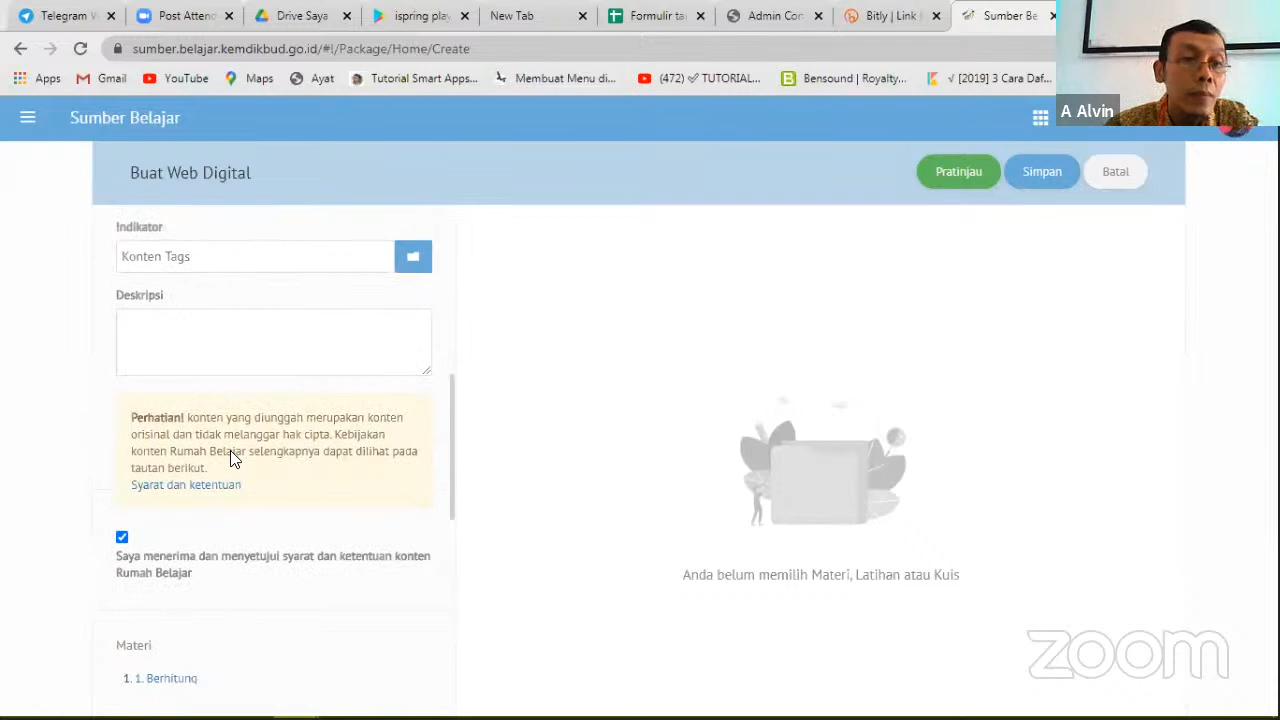 Telegram W
Post Attend
Drive Saya
ispring play
New Tab
Formulir ta
Admin Con
Bitly | Link
Sumber Be
sumber.belajar.kemdikbud.go.id/#!/Package/Home/Create
Apps
Gmail
YouTube
Maps
Ayat
Tutorial Smart Apps...
Membuat Menu di...
(472) ✓ TUTORIAL...
Bensound | Royalty...
√ [2019] 3 Cara Daf...
A Alvin
Sumber Belajar
Buat Web Digital
Pratinjau
Simpan
Batal
Indikator
Konten Tags
Deskripsi
Perhatian! konten yang diunggah merupakan konten
orisinal dan tidak melanggar hak cipta. Kebijakan
konten Rumah Belajar selengkapnya dapat dilihat pada
tautan berikut.
Syarat dan ketentuan
Saya menerima dan menyetujui syarat dan ketentuan konten
Rumah Belajar
Anda belum memilih Materi, Latihan atau Kuis
Materi
1. 1. Berhitung
zoom